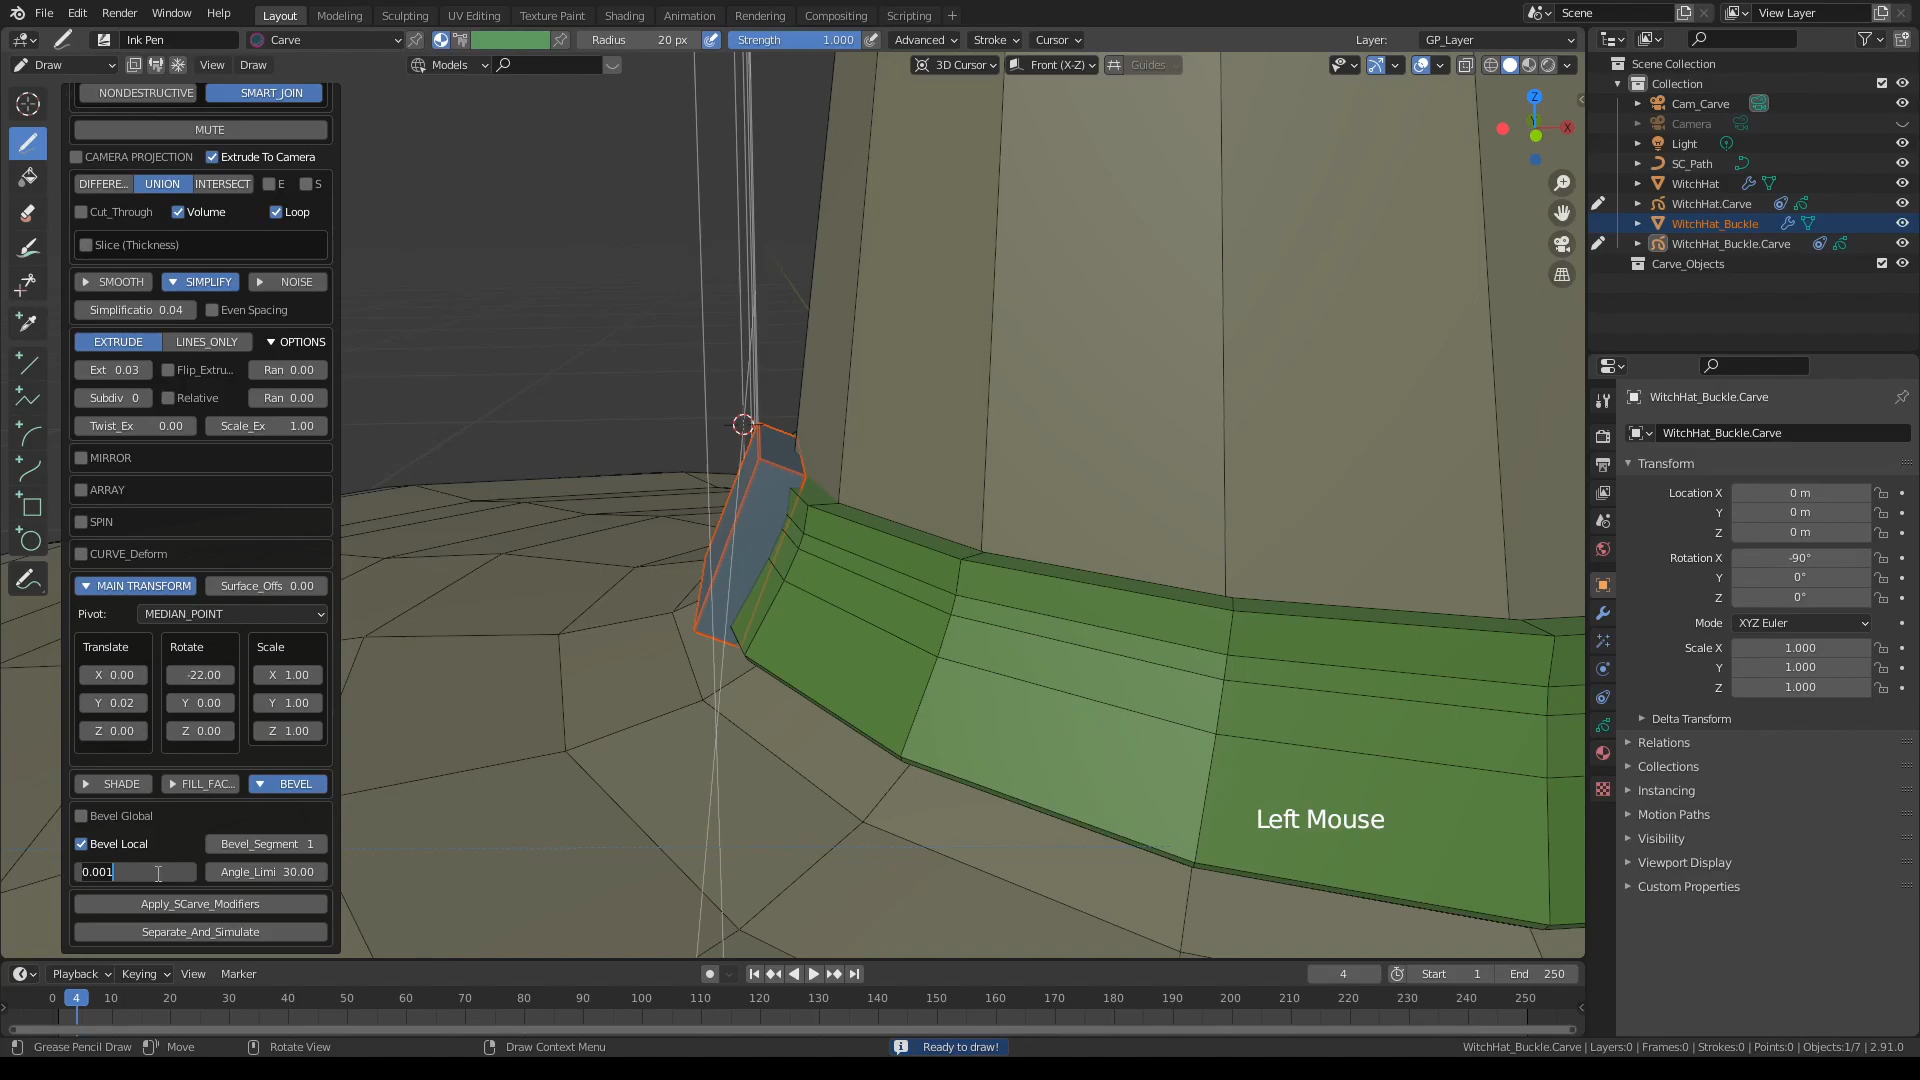 File Edit Render Window Help Layout Modeling Sculpting UV Editing Texture Paint Shading Animation Rendering Compositing Scripting + Scene View Layer
Ink Pen Carve Radius 20 px Strength 1.000 Advanced Stroke Cursor Layer: GP_Layer
Draw View Draw Models 3D Cursor Front (X-Z) Guides
NONDESTRUCTIVE SMART_JOIN
MUTE
CAMERA PROJECTION Extrude To Camera
DIFFERE... UNION INTERSECT E S
Cut_Through Volume Loop
Slice (Thickness)
SMOOTH SIMPLIFY NOISE
Simplificatio 0.04 Even Spacing
EXTRUDE LINES_ONLY OPTIONS
Ext 0.03 Flip_Extru... Ran 0.00
Subdiv 0 Relative Ran 0.00
Twist_Ex 0.00 Scale_Ex 1.00
MIRROR
ARRAY
SPIN
CURVE_Deform
MAIN TRANSFORM Surface_Offs 0.00
Pivot: MEDIAN_POINT
Translate Rotate Scale
X 0.00 -22.00 X 1.00
Y 0.02 Y 0.00 Y 1.00
Z 0.00 Z 0.00 Z 1.00
SHADE FILL_FAC... BEVEL
Bevel Global
Bevel Local Bevel_Segment 1
0.001 Angle_Limi 30.00
Apply_SCarve_Modifiers
Separate_And_Simulate
Z
X
Left Mouse
Scene Collection
Collection
Cam_Carve
Camera
Light
SC_Path
WitchHat
WitchHat.Carve
WitchHat_Buckle
WitchHat_Buckle.Carve
Carve_Objects
WitchHat_Buckle.Carve
WitchHat_Buckle.Carve
Transform
Location X 0 m
Y 0 m
Z 0 m
Rotation X -90°
Y 0°
Z 0°
Mode XYZ Euler
Scale X 1.000
Y 1.000
Z 1.000
Delta Transform
Relations
Collections
Instancing
Motion Paths
Visibility
Viewport Display
Custom Properties
Playback Keying View Marker 4 Start 1 End 250
0 4 10 20 30 40 50 60 70 80 90 100 110 120 130 140 150 160 170 180 190 200 210 220 230 240 250
Grease Pencil Draw Move Rotate View Draw Context Menu Ready to draw! WitchHat_Buckle.Carve | Layers:0 | Frames:0 | Strokes:0 | Points:0 | Objects:1/7 | 2.91.0